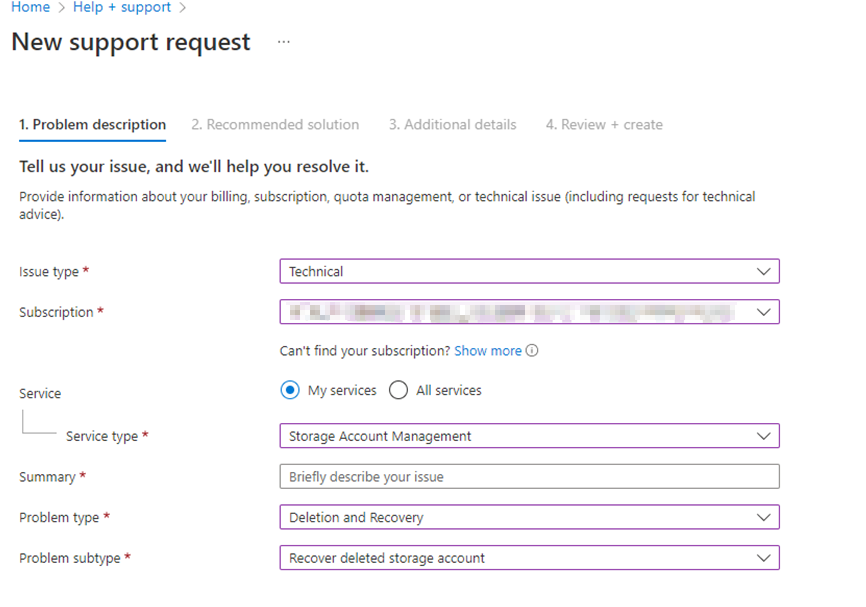 Home > Help + support >
New support request ...
1. Problem description 2. Recommended solution 3. Additional details 4. Review + create
Tell us your issue, and we'll help you resolve it.
Provide information about your billing, subscription, quota management, or technical issue (including requests for technical
advice).
Issue type * Technical
Subscription *
Can't find your subscription? Show more
Service My services All services
Service type * Storage Account Management
Summary * Briefly describe your issue
Problem type * Deletion and Recovery
Problem subtype * Recover deleted storage account